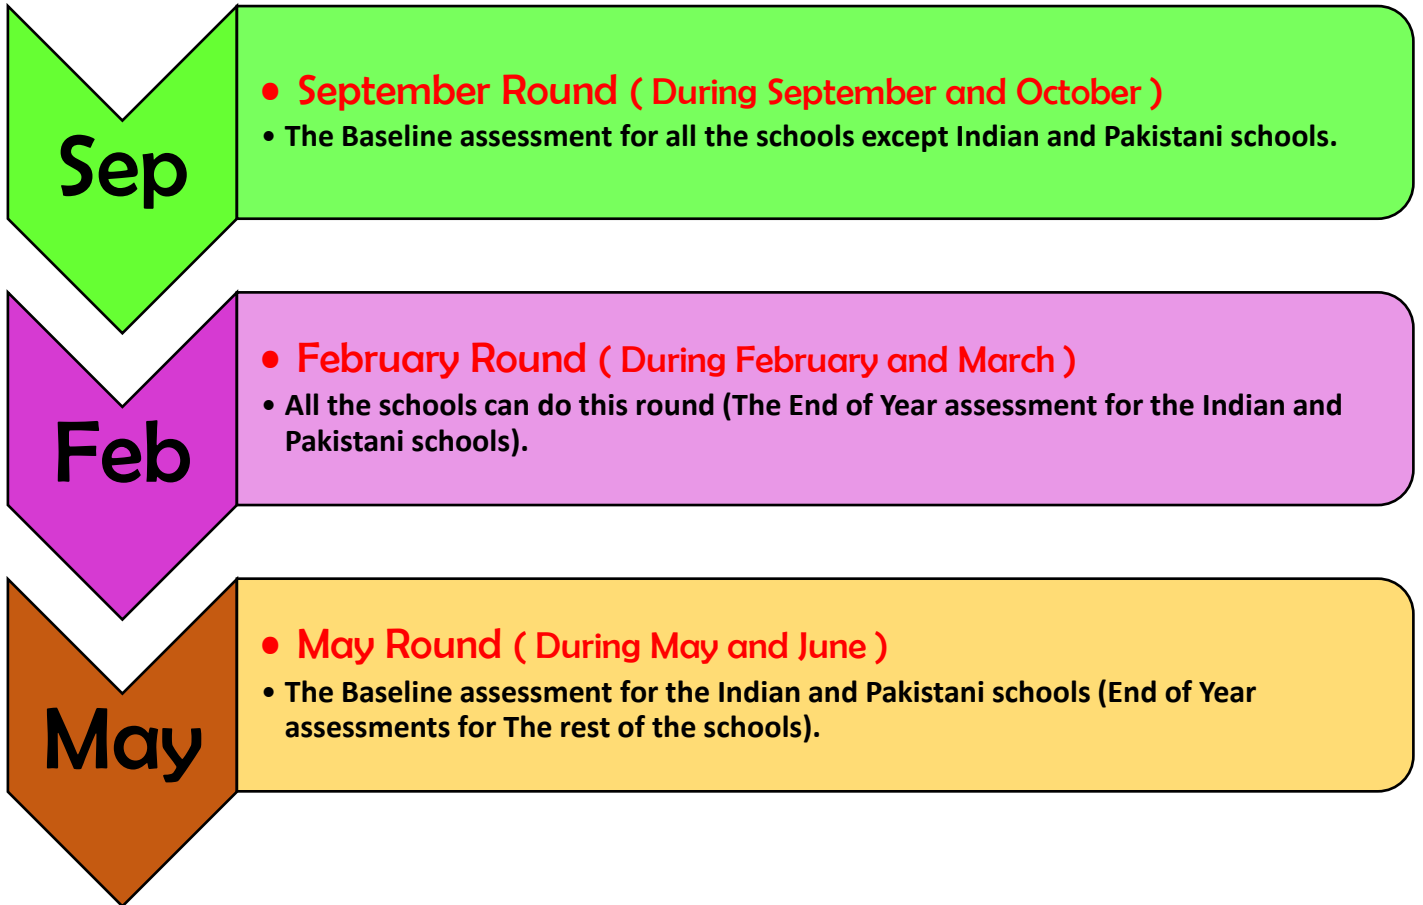 Sep
• September Round ( During September and October )
• The Baseline assessment for all the schools except Indian and Pakistani schools.
Feb
• February Round ( During February and March )
• All the schools can do this round (The End of Year assessment for the Indian and
Pakistani schools).
May
• May Round ( During May and June )
• The Baseline assessment for the Indian and Pakistani schools (End of Year
assessments for The rest of the schools).